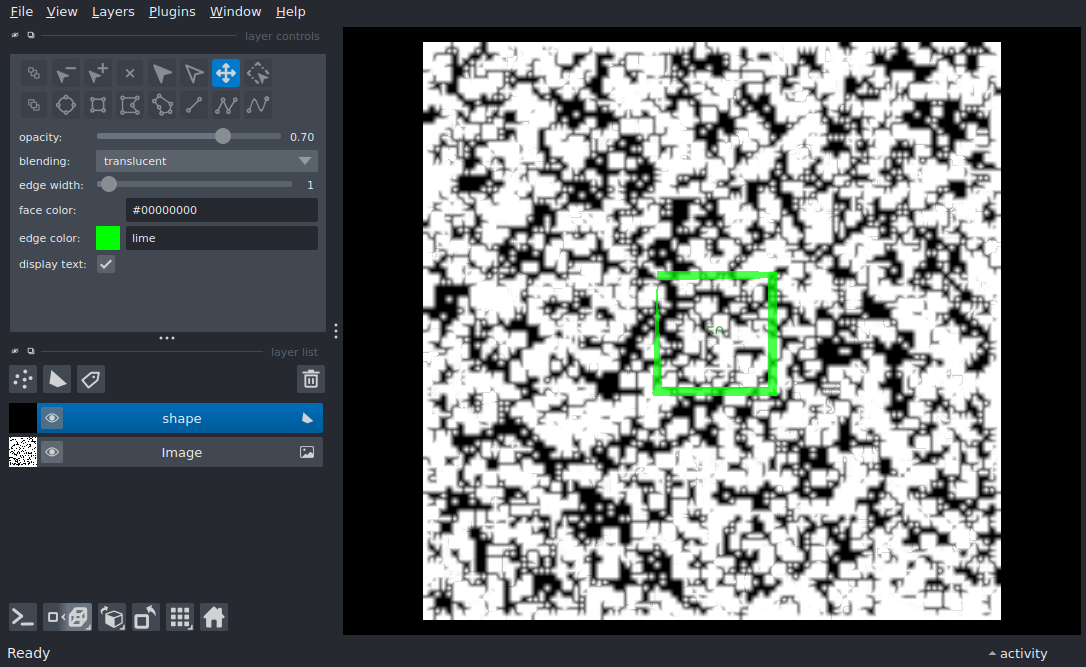 File View Layers Plugins Window Help
layer controls
opacity: 0.70
blending: translucent
edge width: 1
face color: #00000000
edge color: lime
display text:
layer list
shape
Image
Ready
activity